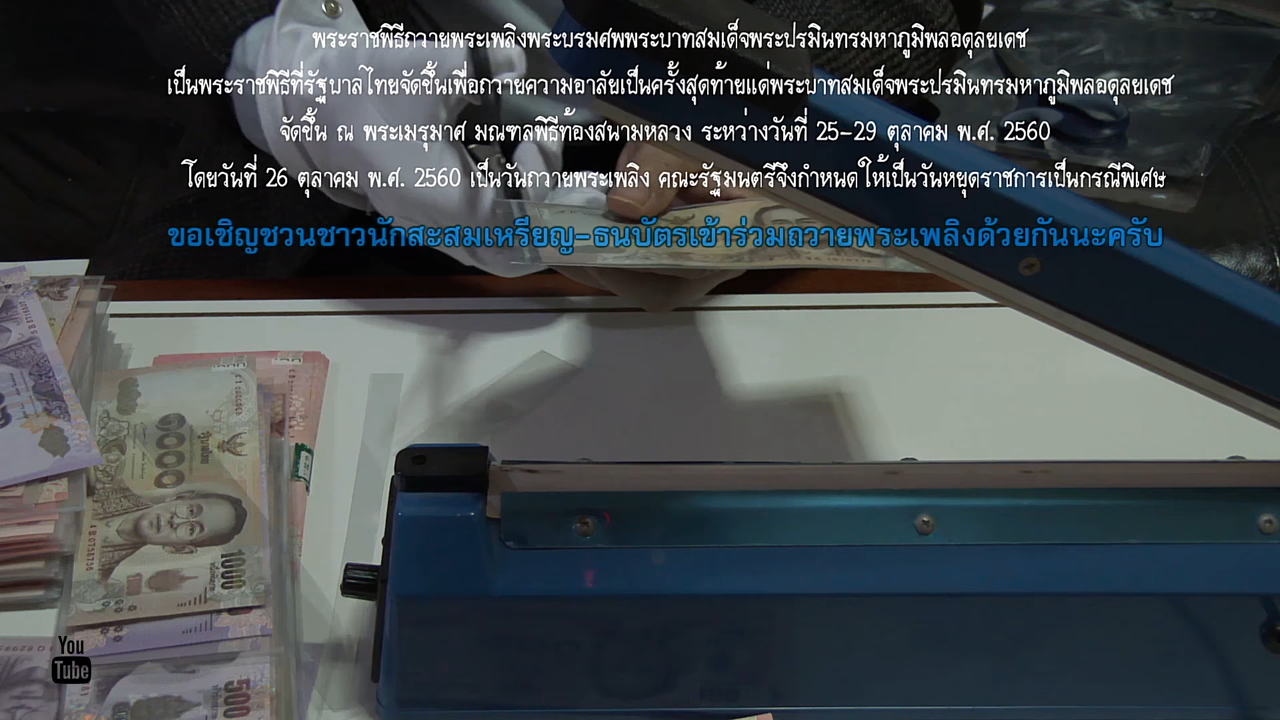 พระราชพิธีถวายพระเพลิงพระบรมศพพระบาทสมเด็จพระปรมินทรมหาภูมิพลอดุลยเดช
เป็นพระราชพิธีที่รัฐบาลไทยจัดขึ้นเพื่อถวายความอาลัยเป็นครั้งสุดท้ายแด่พระบาทสมเด็จพระปรมินทรมหาภูมิพลอดุลยเดช
จัดขึ้น ณ พระเมรุมาศ มณฑลพิธีท้องสนามหลวง ระหว่างวันที่ 25-29 ตุลาคม พ.ศ. 2560
โดยวันที่ 26 ตุลาคม พ.ศ. 2560 เป็นวันถวายพระเพลิง คณะรัฐมนตรีจึงกำหนดให้เป็นวันหยุดราชการเป็นกรณีพิเศษ
ขอเชิญชวนชาวนักสะสมเหรียญ-ธนบัตรเข้าร่วมถวายพระเพลิงด้วยกันนะครับ
๑๐๐๐
1000
500
You
Tube